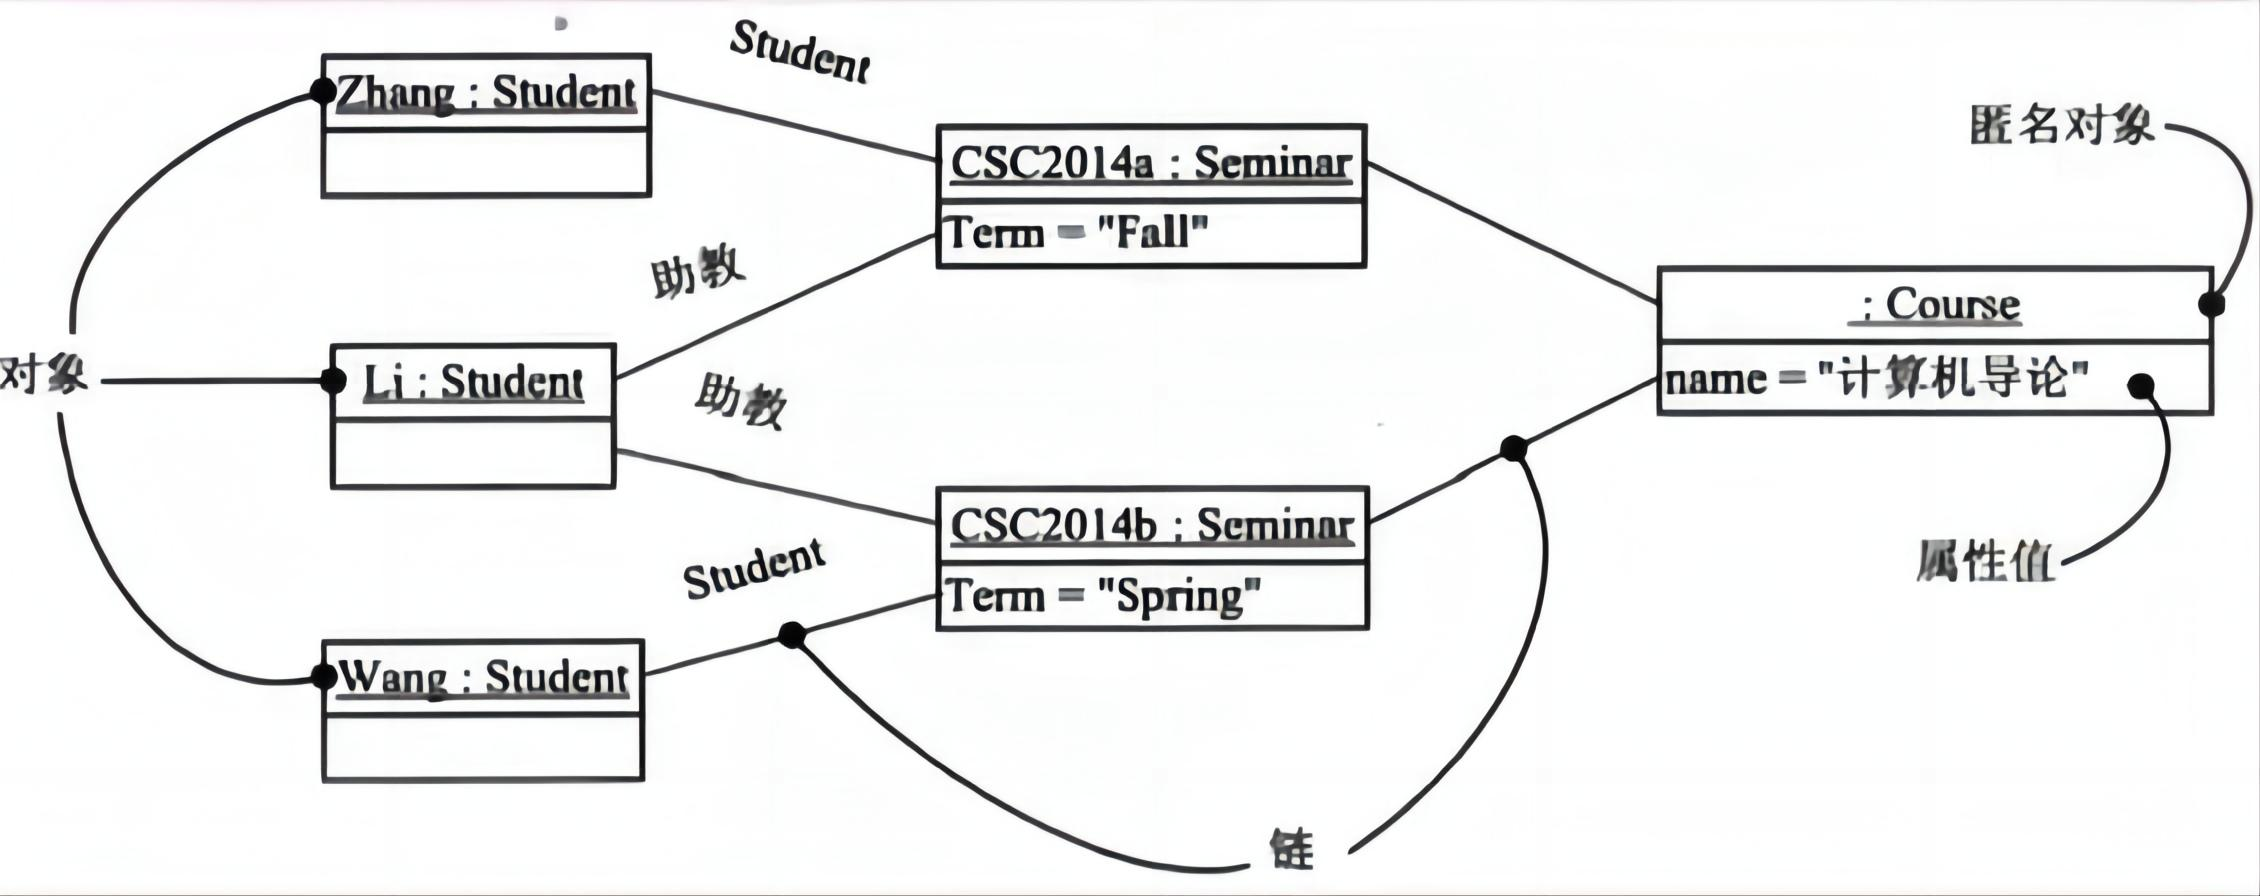 Student
Zhang : Student
匿名对象
CSC2014a : Seminar
Term = "Fall"
助教
: Course
name = "计算机导论"
对象
Li : Student
助教
CSC2014b : Seminar
Term = "Spring"
Student
属性值
Wang : Student
链